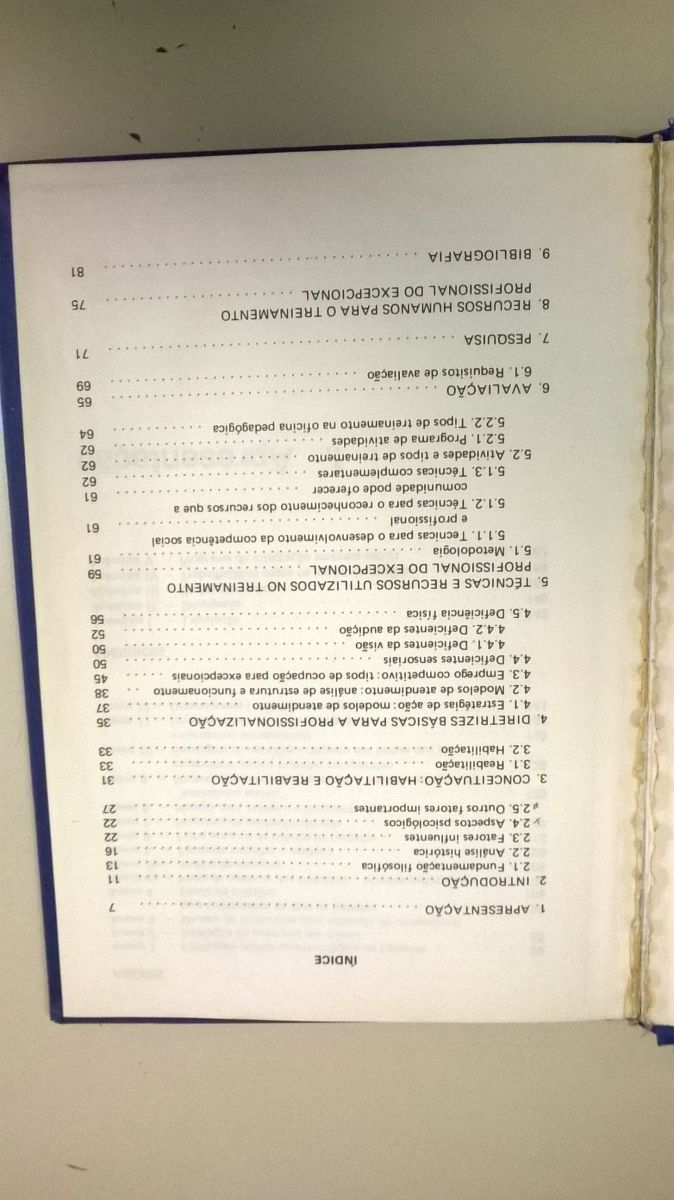 ÍNDICE
1. APRESENTAÇÃO . . . . . . . . . . . . . . . . . . . . . . . . . . . . . . . . 7
2. INTRODUÇÃO . . . . . . . . . . . . . . . . . . . . . . . . . . . . . . . . . . 11
2.1. Fundamentação filosófica . . . . . . . . . . . . . . . . . . . . . . . 13
2.2. Análise histórica . . . . . . . . . . . . . . . . . . . . . . . . . . . . . . 16
2.3. Fatores influentes . . . . . . . . . . . . . . . . . . . . . . . . . . . . . 22
2.4. Aspectos psicológicos . . . . . . . . . . . . . . . . . . . . . . . . . . 22
2.5. Outros fatores importantes . . . . . . . . . . . . . . . . . . . . . . 27
3. CONCEITUAÇÃO: HABILITAÇÃO E REABILITAÇÃO . . . . . . . . . 31
3.1. Reabilitação . . . . . . . . . . . . . . . . . . . . . . . . . . . . . . . . . 33
3.2. Habilitação . . . . . . . . . . . . . . . . . . . . . . . . . . . . . . . . . . 33
4. DIRETRIZES BÁSICAS PARA A PROFISSIONALIZAÇÃO . . . . . . . 35
4.1. Estratégias de ação: modelos de atendimento . . . . . . . . . . . 37
4.2. Modelos de atendimento: análise de estrutura e funcionamento . . 38
4.3. Emprego competitivo: tipos de ocupação para excepcionais . . . . . 45
4.4. Deficientes sensoriais . . . . . . . . . . . . . . . . . . . . . . . . . . 50
4.4.1. Deficientes da visão . . . . . . . . . . . . . . . . . . . . . . . . 50
4.4.2. Deficientes da audição . . . . . . . . . . . . . . . . . . . . . . 52
4.5. Deficiência física . . . . . . . . . . . . . . . . . . . . . . . . . . . . . . 56
5. TÉCNICAS E RECURSOS UTILIZADOS NO TREINAMENTO
PROFISSIONAL DO EXCEPCIONAL . . . . . . . . . . . . . . . . . . . . 59
5.1. Metodologia . . . . . . . . . . . . . . . . . . . . . . . . . . . . . . . . . . 61
5.1.1. Tecnicas para o desenvolvimento da competência social
e profissional . . . . . . . . . . . . . . . . . . . . . . . . . . . . . . 61
5.1.2. Técnicas para o reconhecimento dos recursos que a
comunidade pode oferecer . . . . . . . . . . . . . . . . . . . . 61
5.1.3. Técnicas complementares . . . . . . . . . . . . . . . . . . . . 62
5.2. Atividades e tipos de treinamento . . . . . . . . . . . . . . . . . . . 62
5.2.1. Programa de atividades . . . . . . . . . . . . . . . . . . . . . . 62
5.2.2. Tipos de treinamento na oficina pedagógica . . . . . . . . . 64
6. AVALIAÇÃO . . . . . . . . . . . . . . . . . . . . . . . . . . . . . . . . . . . . 65
6.1. Requisitos de avaliação . . . . . . . . . . . . . . . . . . . . . . . . . . 69
7. PESQUISA . . . . . . . . . . . . . . . . . . . . . . . . . . . . . . . . . . . . . . 71
8. RECURSOS HUMANOS PARA O TREINAMENTO
PROFISSIONAL DO EXCEPCIONAL . . . . . . . . . . . . . . . . . . . . . 75
9. BIBLIOGRAFIA . . . . . . . . . . . . . . . . . . . . . . . . . . . . . . . . . . . 81